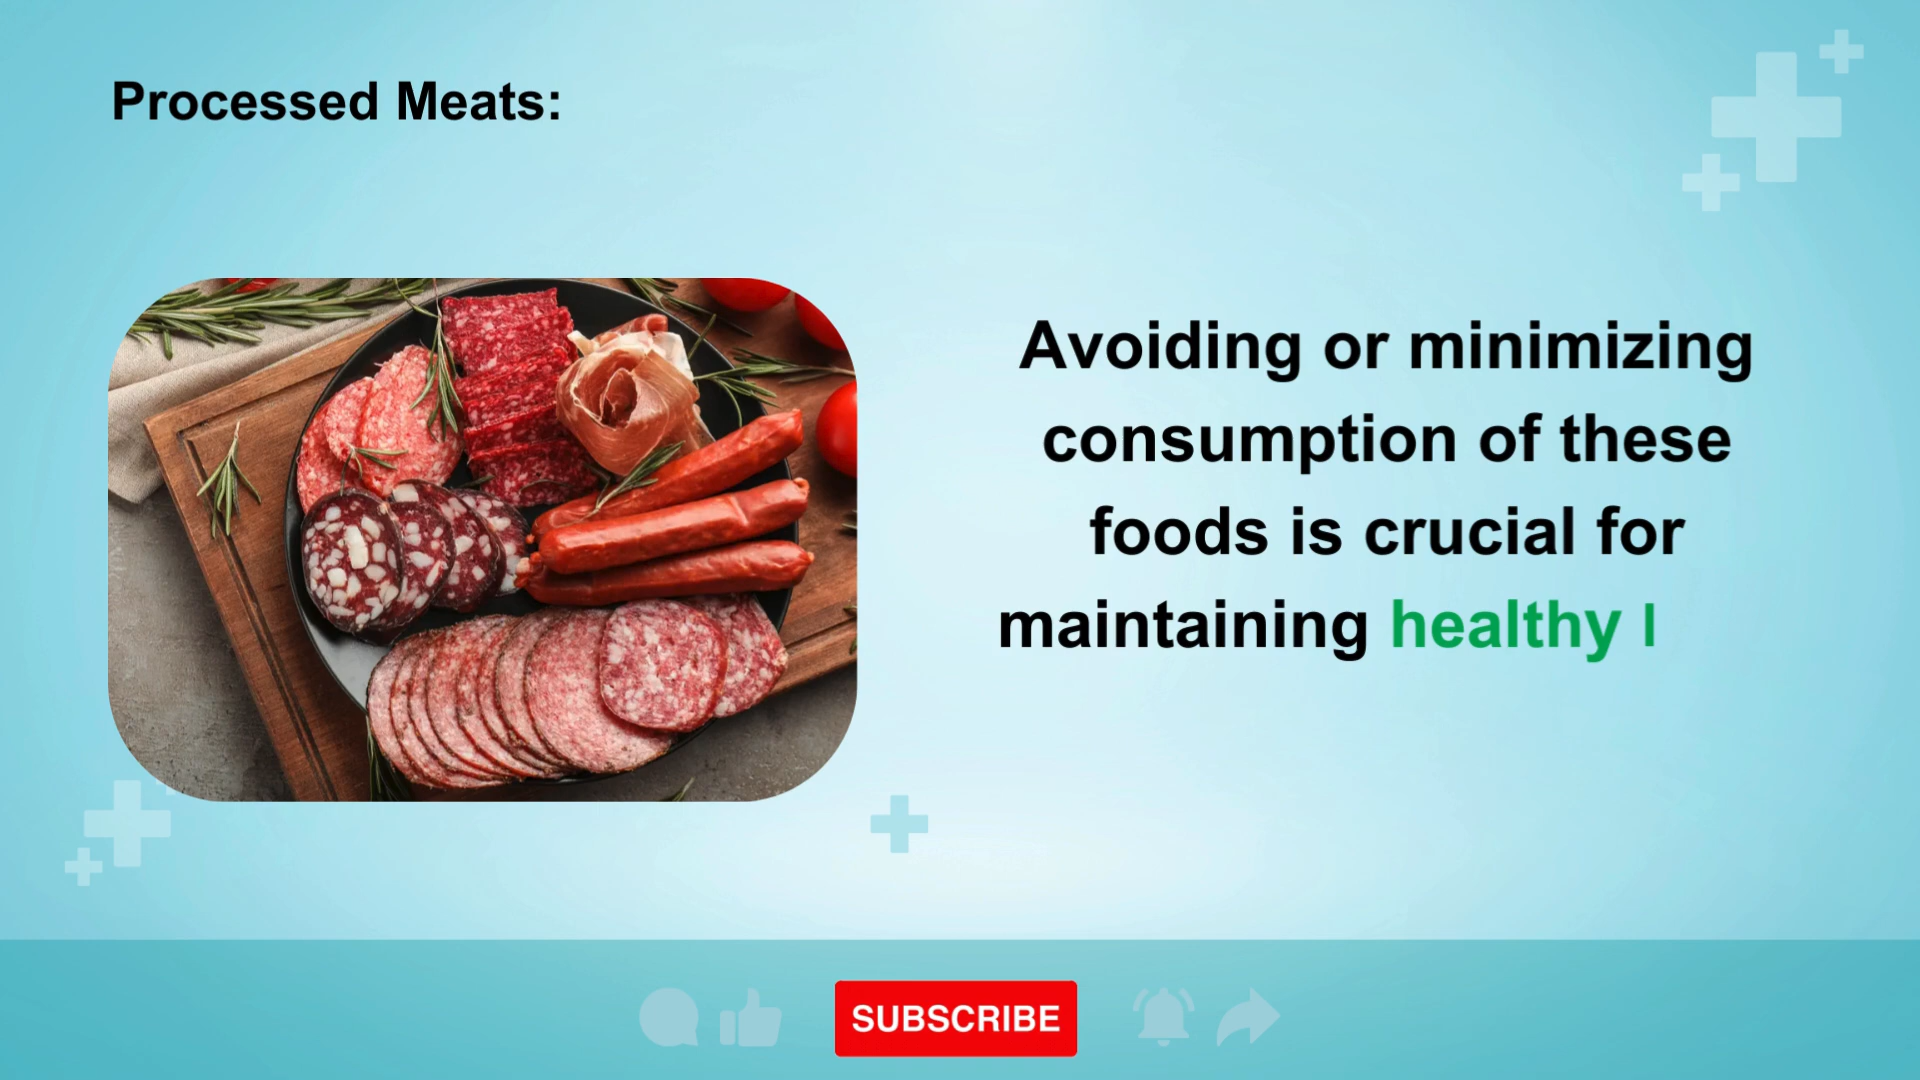 Processed Meats:
Avoiding or minimizing
consumption of these
foods is crucial for
maintaining healthy l
SUBSCRIBE